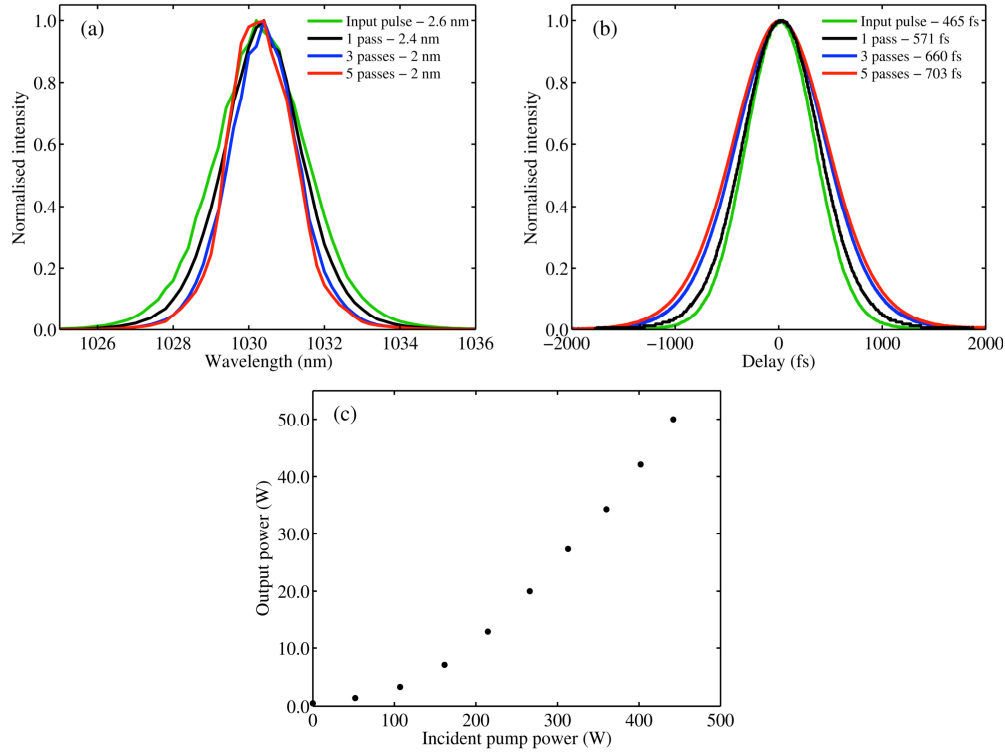 (a)
Input pulse – 2.6 nm
1 pass – 2.4 nm
3 passes – 2 nm
5 passes – 2 nm
1.0
0.8
0.6
0.4
0.2
0.0
Normalised intensity
1026 1028 1030 1032 1034 1036
Wavelength (nm)
(b)
Input pulse – 465 fs
1 pass – 571 fs
3 passes – 660 fs
5 passes – 703 fs
1.0
0.8
0.6
0.4
0.2
0.0
Normalised intensity
−2000 −1000 0 1000 2000
Delay (fs)
(c)
50.0
40.0
30.0
20.0
10.0
0.0
Output power (W)
0 100 200 300 400 500
Incident pump power (W)